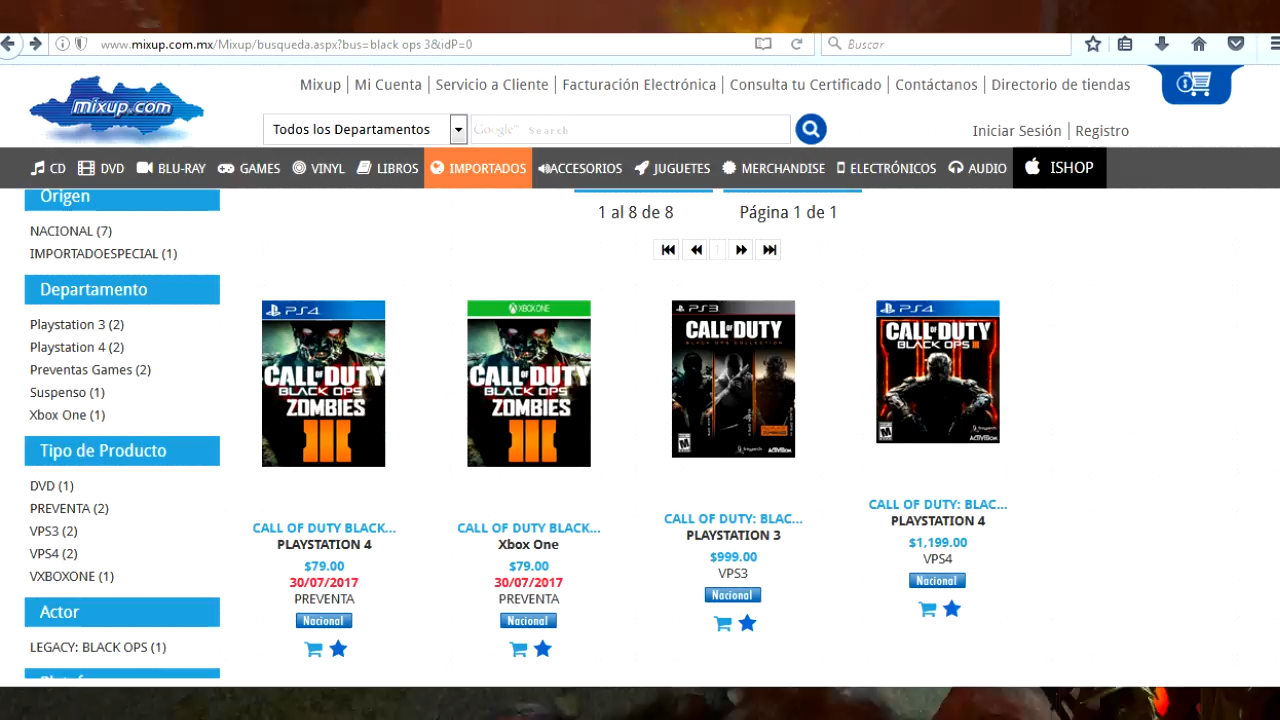 www.mixup.com.mx/Mixup/busqueda.aspx?bus=black ops 3&idP=0
Buscar
mixup.com
Mixup | Mi Cuenta | Servicio a Cliente | Facturación Electrónica | Consulta tu Certificado | Contáctanos | Directorio de tiendas
Todos los Departamentos
Google™ Search
Iniciar Sesión | Registro
CD DVD BLU-RAY GAMES VINYL LIBROS IMPORTADOS ACCESORIOS JUGUETES MERCHANDISE ELECTRÓNICOS AUDIO ISHOP
Origen
NACIONAL (7)
IMPORTADOESPECIAL (1)
Departamento
Playstation 3 (2)
Playstation 4 (2)
Preventas Games (2)
Suspenso (1)
Xbox One (1)
Tipo de Producto
DVD (1)
PREVENTA (2)
VPS3 (2)
VPS4 (2)
VXBOXONE (1)
Actor
LEGACY: BLACK OPS (1)
1 al 8 de 8
Página 1 de 1
1
PS4
CALL OF DUTY
BLACK OPS
ZOMBIES
III
CALL OF DUTY BLACK...
PLAYSTATION 4
$79.00
30/07/2017
PREVENTA
Nacional
XBOX ONE
CALL OF DUTY
BLACK OPS
ZOMBIES
III
CALL OF DUTY BLACK...
Xbox One
$79.00
30/07/2017
PREVENTA
Nacional
PS3
CALL OF DUTY
BLACK OPS COLLECTION
M
ACTIVISION
CALL OF DUTY: BLAC...
PLAYSTATION 3
$999.00
VPS3
Nacional
PS4
CALL OF DUTY
BLACK OPS III
M
ACTIVISION
CALL OF DUTY: BLAC...
PLAYSTATION 4
$1,199.00
VPS4
Nacional